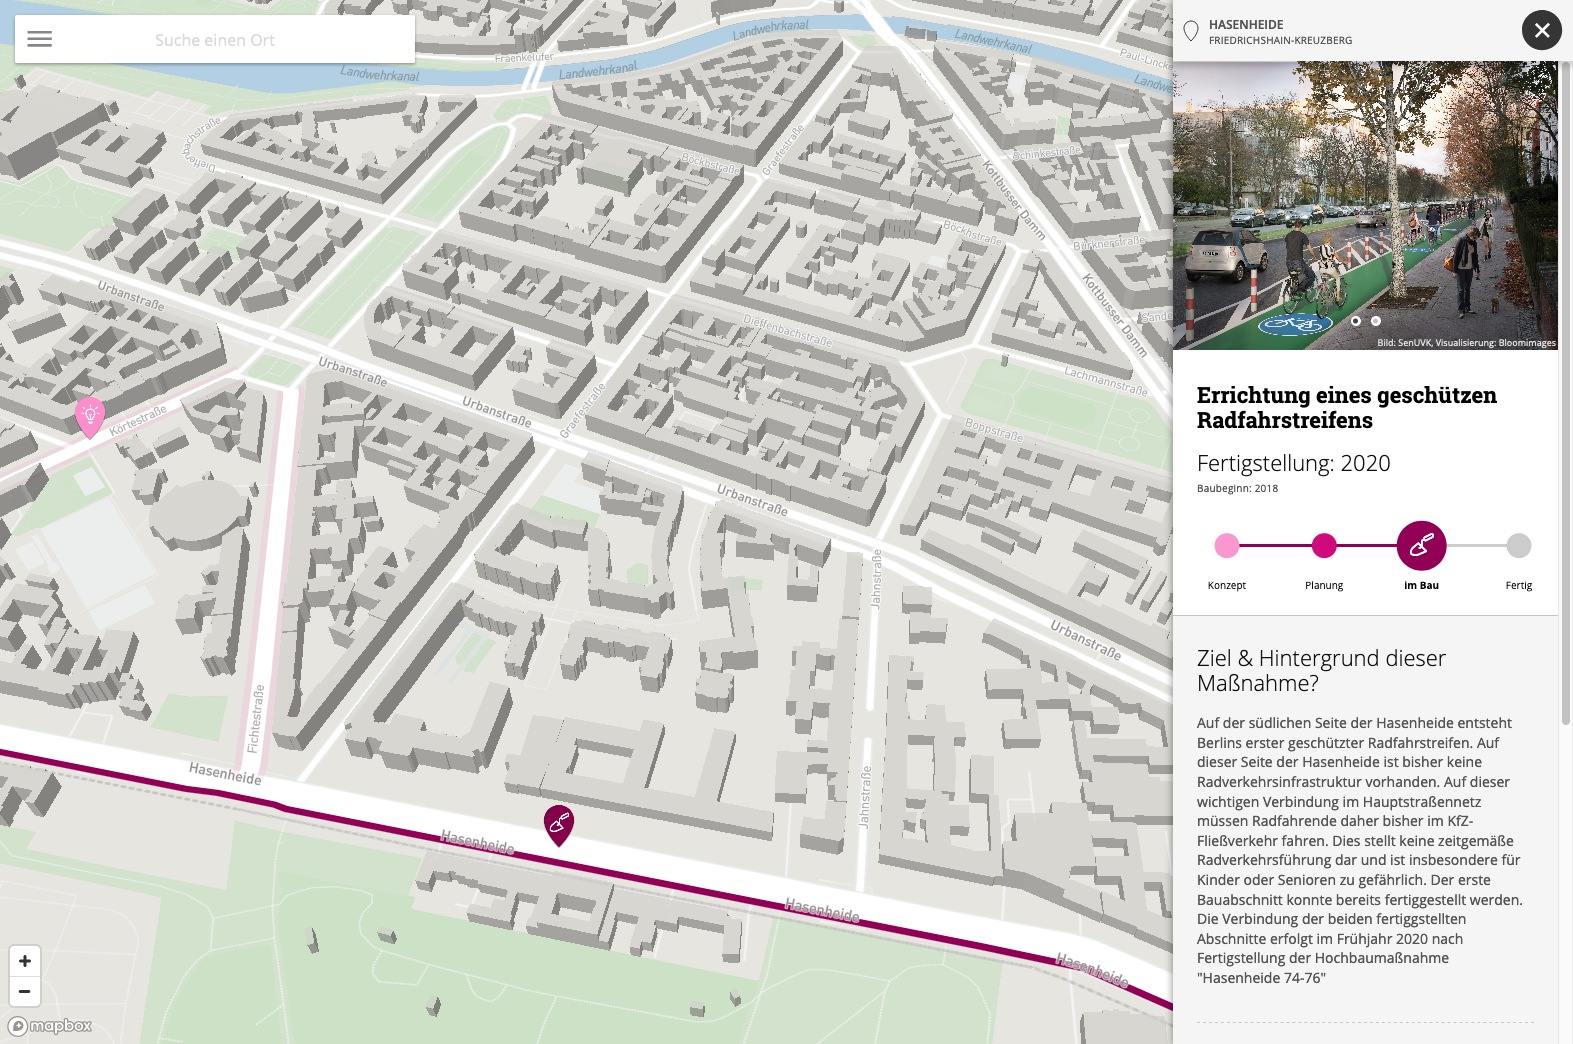 Suche einen Ort
Landwehrkanal
Landwehrkanal
Landwehrkanal
Landwehrkanal
Fraenkelufer
Paul-Lincke
Landwe
Böckhstraße
Graefestraße
Schinkestraße
Kottbusser Damm
Böckhstraße
Bürknerstraße
Kottbusser Damm
Sande
Urbanstraße
Dieffenbachstraße
Urbanstraße
Lachmannstraße
Urbanstraße
Graefestraße
Körtestraße
Boppstraße
Urbanstraße
Jahnstraße
Urbanstraße
Fichtestraße
Hasenheide
Jahnstraße
Hasenheide
Hasenheide
Hasenheide
+
−
mapbox
HASENHEIDE
FRIEDRICHSHAIN-KREUZBERG
Bild: SenUVK, Visualisierung: Bloomimages
Errichtung eines geschützen
Radfahrstreifens
Fertigstellung: 2020
Baubeginn: 2018
Konzept Planung im Bau Fertig
Ziel & Hintergrund dieser
Maßnahme?
Auf der südlichen Seite der Hasenheide entsteht
Berlins erster geschützter Radfahrstreifen. Auf
dieser Seite der Hasenheide ist bisher keine
Radverkehrsinfrastruktur vorhanden. Auf dieser
wichtigen Verbindung im Hauptstraßennetz
müssen Radfahrende daher bisher im KfZ-
Fließverkehr fahren. Dies stellt keine zeitgemäße
Radverkehrsführung dar und ist insbesondere für
Kinder oder Senioren zu gefährlich. Der erste
Bauabschnitt konnte bereits fertiggestellt werden.
Die Verbindung der beiden fertiggstellten
Abschnitte erfolgt im Frühjahr 2020 nach
Fertigstellung der Hochbaumaßnahme
"Hasenheide 74-76"